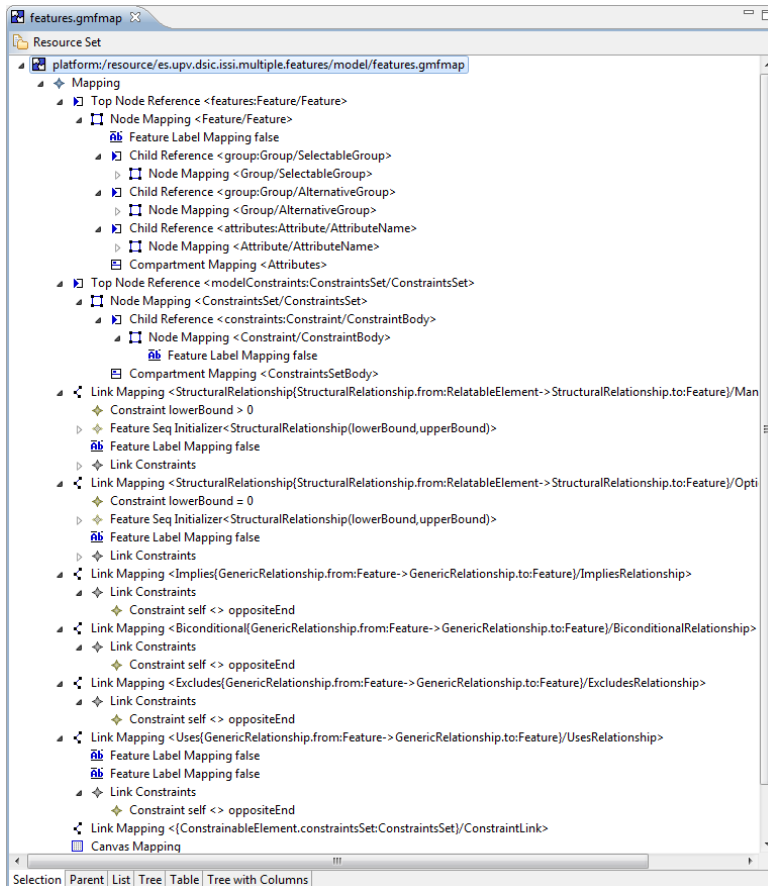 features.gmfmap
Resource Set
platform:/resource/es.upv.dsic.issi.multiple.features/model/features.gmfmap
Mapping
Top Node Reference <features:Feature/Feature>
Node Mapping <Feature/Feature>
Feature Label Mapping false
Child Reference <group:Group/SelectableGroup>
Node Mapping <Group/SelectableGroup>
Child Reference <group:Group/AlternativeGroup>
Node Mapping <Group/AlternativeGroup>
Child Reference <attributes:Attribute/AttributeName>
Node Mapping <Attribute/AttributeName>
Compartment Mapping <Attributes>
Top Node Reference <modelConstraints:ConstraintsSet/ConstraintsSet>
Node Mapping <ConstraintsSet/ConstraintsSet>
Child Reference <constraints:Constraint/ConstraintBody>
Node Mapping <Constraint/ConstraintBody>
Feature Label Mapping false
Compartment Mapping <ConstraintsSetBody>
Link Mapping <StructuralRelationship{StructuralRelationship.from:RelatableElement->StructuralRelationship.to:Feature}/Man
Constraint lowerBound > 0
Feature Seq Initializer<StructuralRelationship(lowerBound,upperBound)>
Feature Label Mapping false
Link Constraints
Link Mapping <StructuralRelationship{StructuralRelationship.from:RelatableElement->StructuralRelationship.to:Feature}/Opti
Constraint lowerBound = 0
Feature Seq Initializer<StructuralRelationship(lowerBound,upperBound)>
Feature Label Mapping false
Link Constraints
Link Mapping <Implies{GenericRelationship.from:Feature->GenericRelationship.to:Feature}/ImpliesRelationship>
Link Constraints
Constraint self <> oppositeEnd
Link Mapping <Biconditional{GenericRelationship.from:Feature->GenericRelationship.to:Feature}/BiconditionalRelationship>
Link Constraints
Constraint self <> oppositeEnd
Link Mapping <Excludes{GenericRelationship.from:Feature->GenericRelationship.to:Feature}/ExcludesRelationship>
Link Constraints
Constraint self <> oppositeEnd
Link Mapping <Uses{GenericRelationship.from:Feature->GenericRelationship.to:Feature}/UsesRelationship>
Feature Label Mapping false
Feature Label Mapping false
Link Constraints
Constraint self <> oppositeEnd
Link Mapping <{ConstrainableElement.constraintsSet:ConstraintsSet}/ConstraintLink>
Canvas Mapping
Selection Parent List Tree Table Tree with Columns